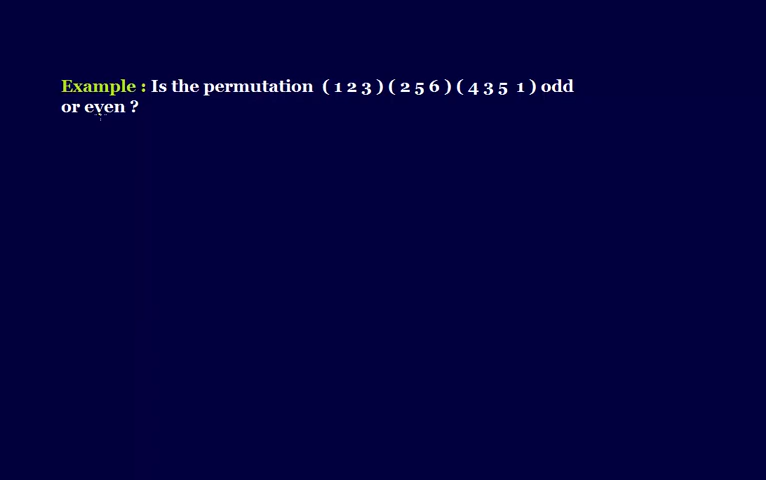 Example : Is the permutation ( 1 2 3 ) ( 2 5 6 ) ( 4 3 5 1 ) odd
or even ?